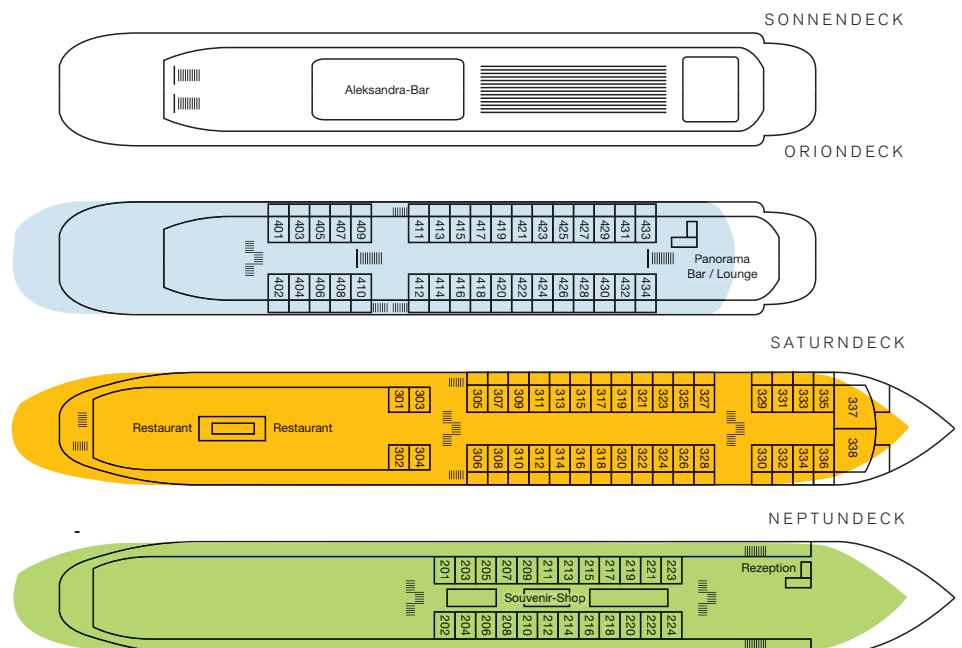 SONNENDECK
Aleksandra-Bar
ORIONDECK
401 403 405 407 409 411 413 415 417 419 421 423 425 427 429 431 433
Panorama
Bar / Lounge
402 404 406 408 410 412 414 416 418 420 422 424 426 428 430 432 434
SATURNDECK
301 303 305 307 309 311 313 315 317 319 321 323 325 327 329 331 333 335 337
Restaurant Restaurant
302 304 306 308 310 312 314 316 318 320 322 324 326 328 330 332 334 336 338
NEPTUNDECK
-
201 203 205 207 209 211 213 215 217 219 221 223
Rezeption
Souvenir-Shop
202 204 206 208 210 212 214 216 218 220 222 224